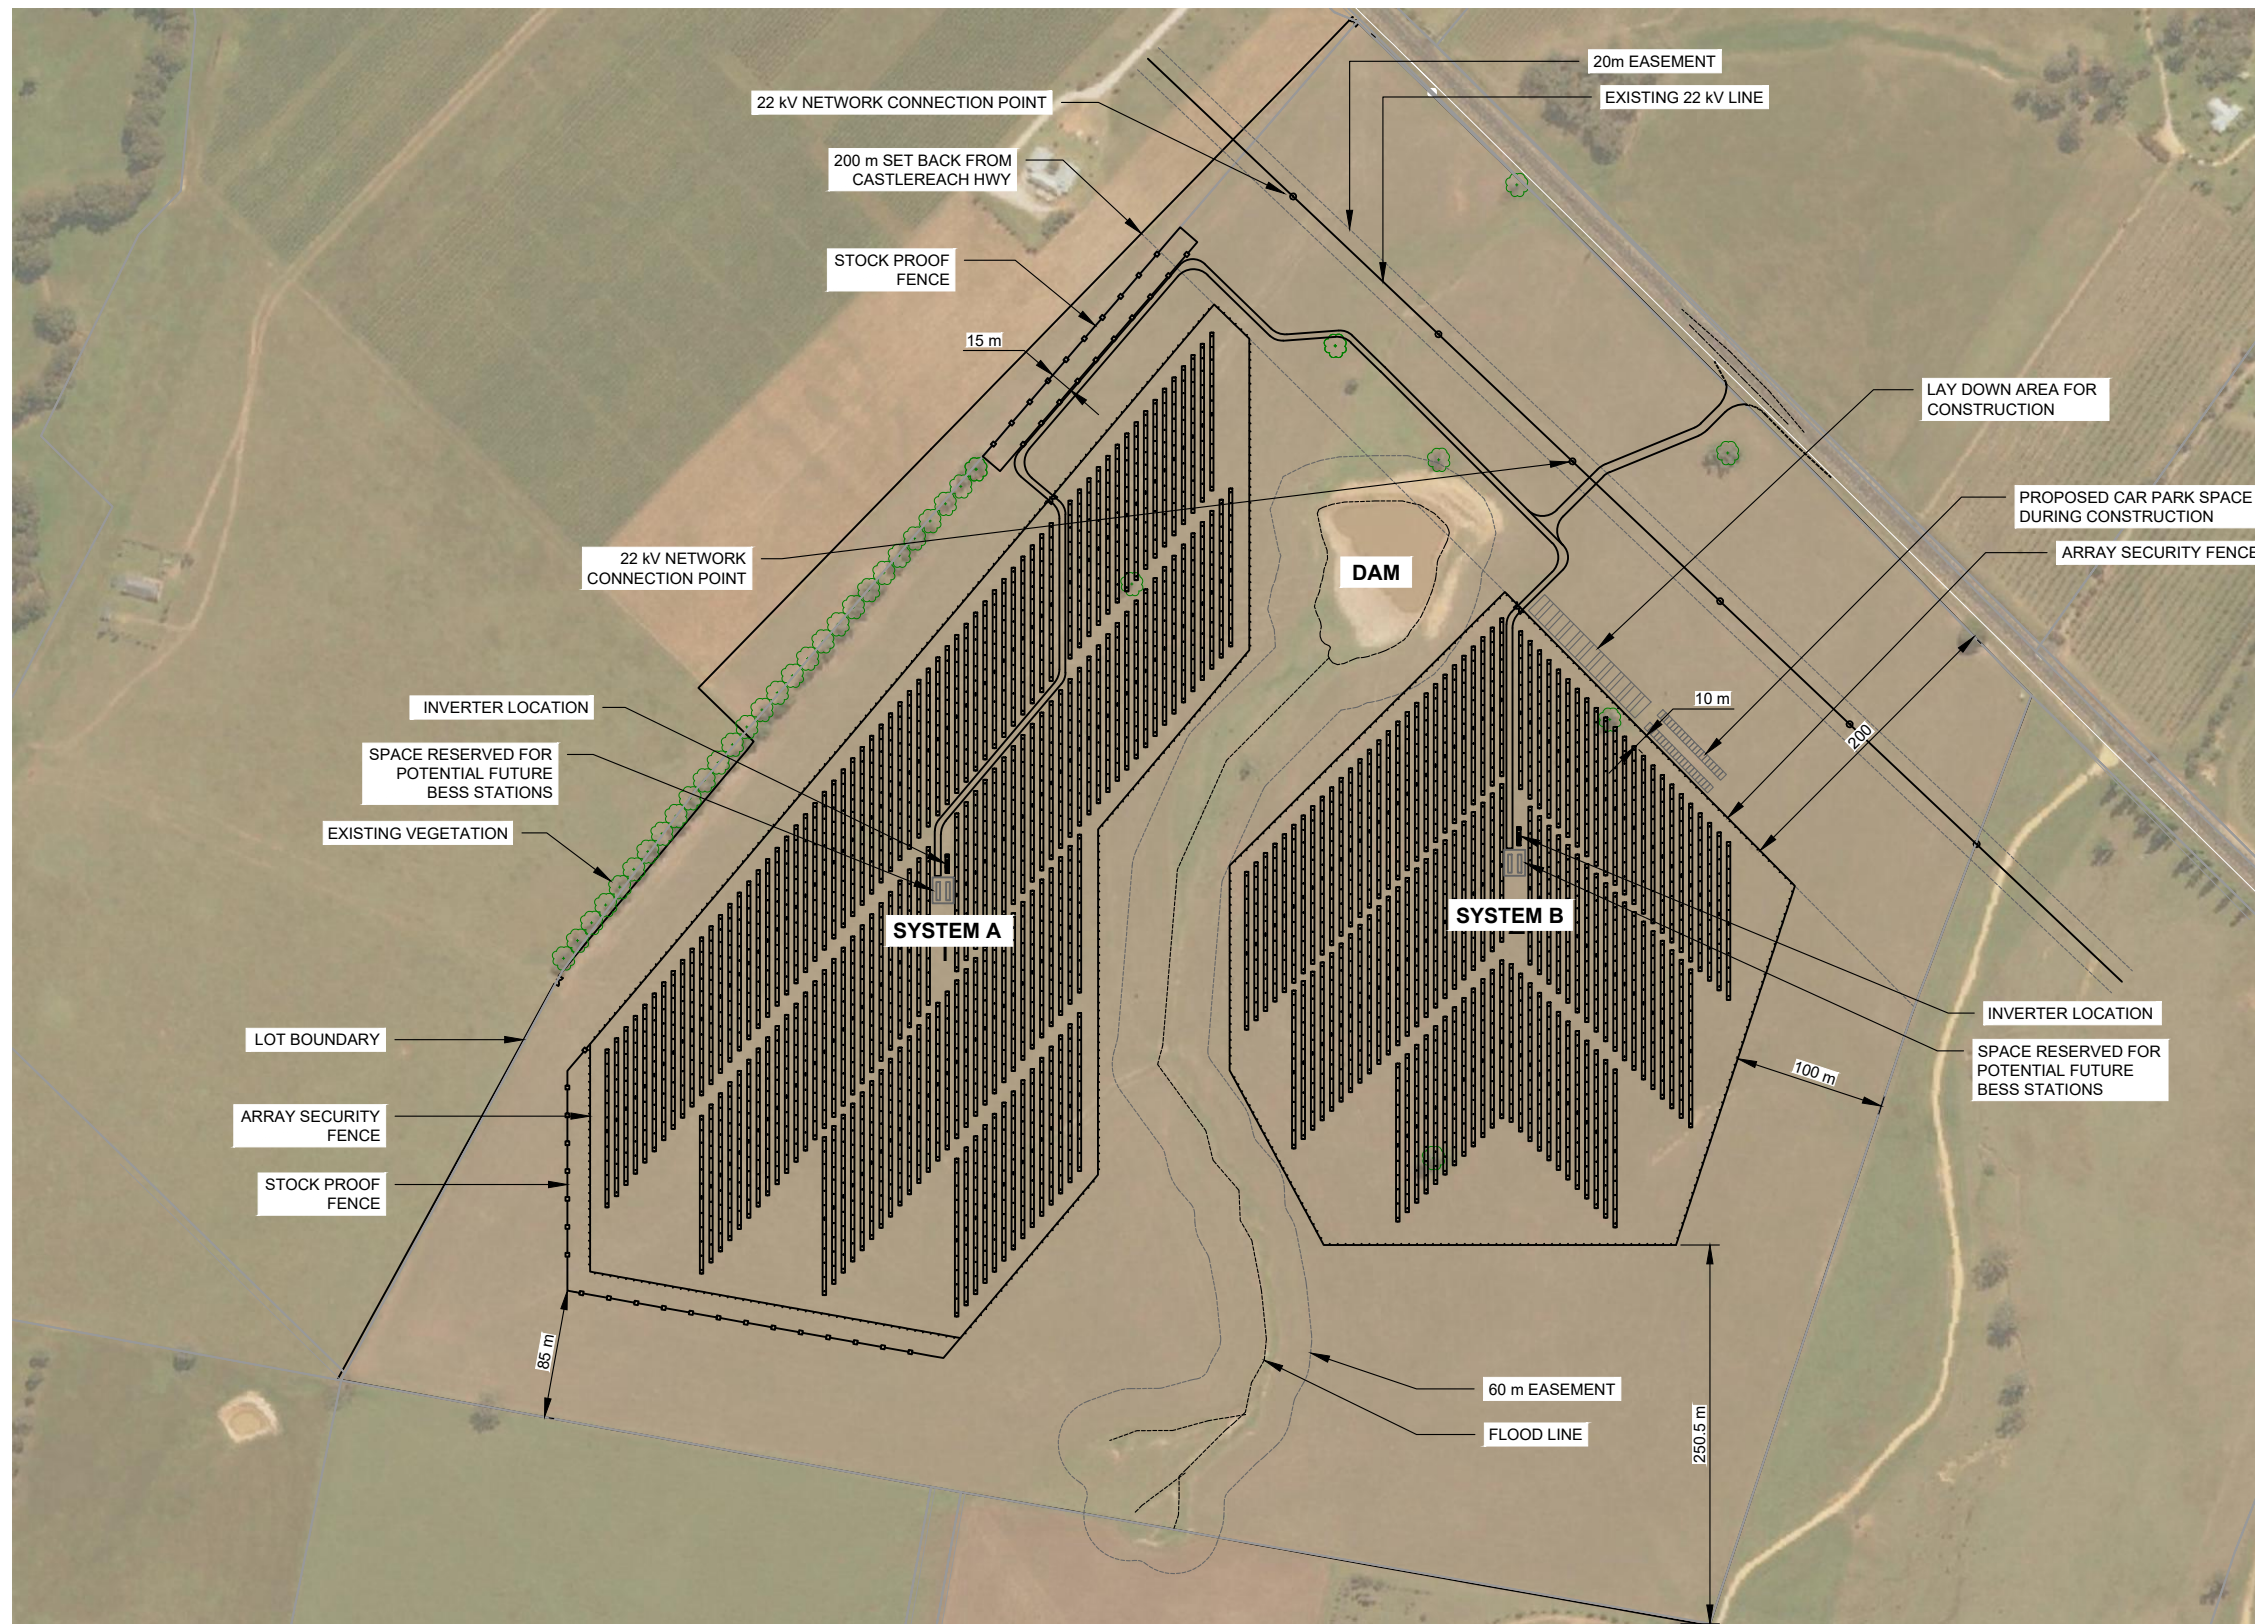 20m EASEMENT
EXISTING 22 kV LINE
22 kV NETWORK CONNECTION POINT
200 m SET BACK FROM
CASTLEREACH HWY
STOCK PROOF
FENCE
15 m
LAY DOWN AREA FOR
CONSTRUCTION
PROPOSED CAR PARK SPACE
DURING CONSTRUCTION
ARRAY SECURITY FENCE
22 kV NETWORK
CONNECTION POINT
DAM
INVERTER LOCATION
10 m
200
SPACE RESERVED FOR
POTENTIAL FUTURE
BESS STATIONS
EXISTING VEGETATION
SYSTEM A
SYSTEM B
LOT BOUNDARY
INVERTER LOCATION
SPACE RESERVED FOR
POTENTIAL FUTURE
BESS STATIONS
100 m
ARRAY SECURITY
FENCE
STOCK PROOF
FENCE
85 m
60 m EASEMENT
FLOOD LINE
250.5 m